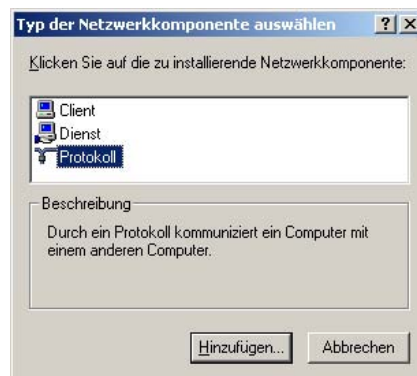 Typ der Netzwerkkomponente auswählen
Klicken Sie auf die zu installierende Netzwerkkomponente:
Client
Dienst
Protokoll
Beschreibung
Durch ein Protokoll kommuniziert ein Computer mit
einem anderen Computer.
Hinzufügen... Abbrechen